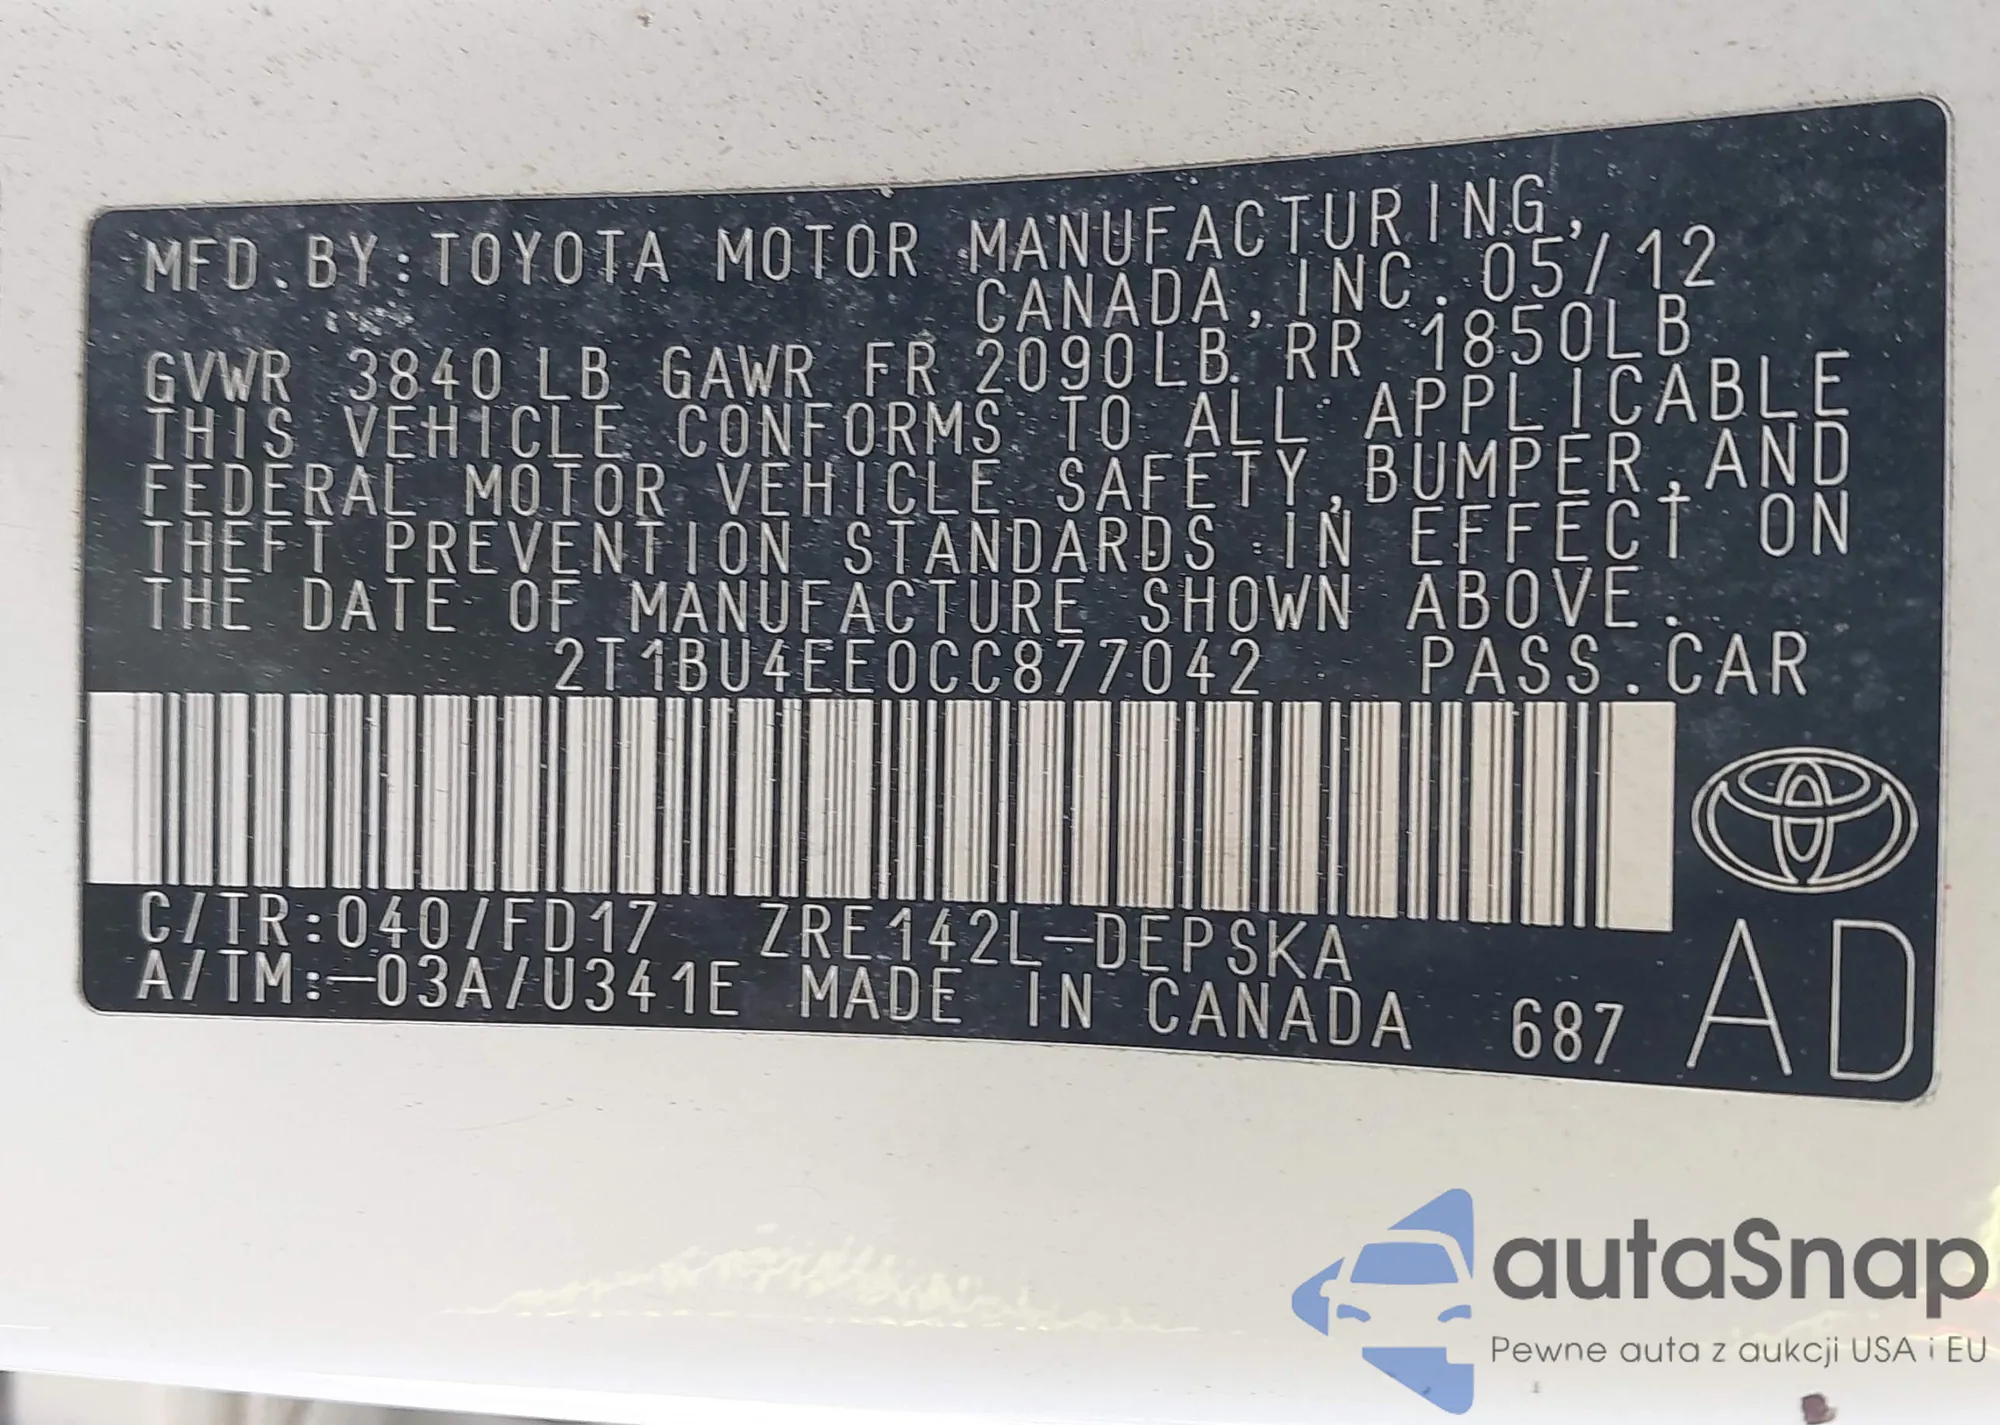 MFD. BY: TOYOTA MOTOR MANUFACTURING,
CANADA, INC. 05/12
GVWR 3840 LB GAWR FR 2090LB RR 1850LB
THIS VEHICLE CONFORMS TO ALL APPLICABLE
FEDERAL MOTOR VEHICLE SAFETY, BUMPER, AND
THEFT PREVENTION STANDARDS IN EFFECT ON
THE DATE OF MANUFACTURE SHOWN ABOVE.
2T1BU4EE0CC877042 PASS. CAR
C/TR: 040/FD17 ZRE142L-DEPSKA
A/TM: -03A/U341E MADE IN CANADA 687
AD
autaSnap
Pewne auta z aukcji USA i EU